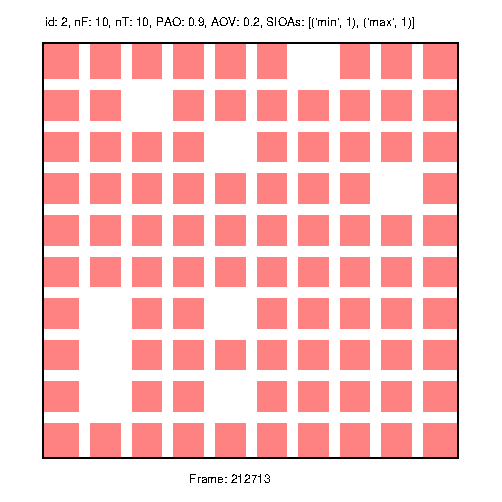 id: 2, nF: 10, nT: 10, PAO: 0.9, AOV: 0.2, SIOAs: [('min', 1), ('max', 1)]
Frame: 212713